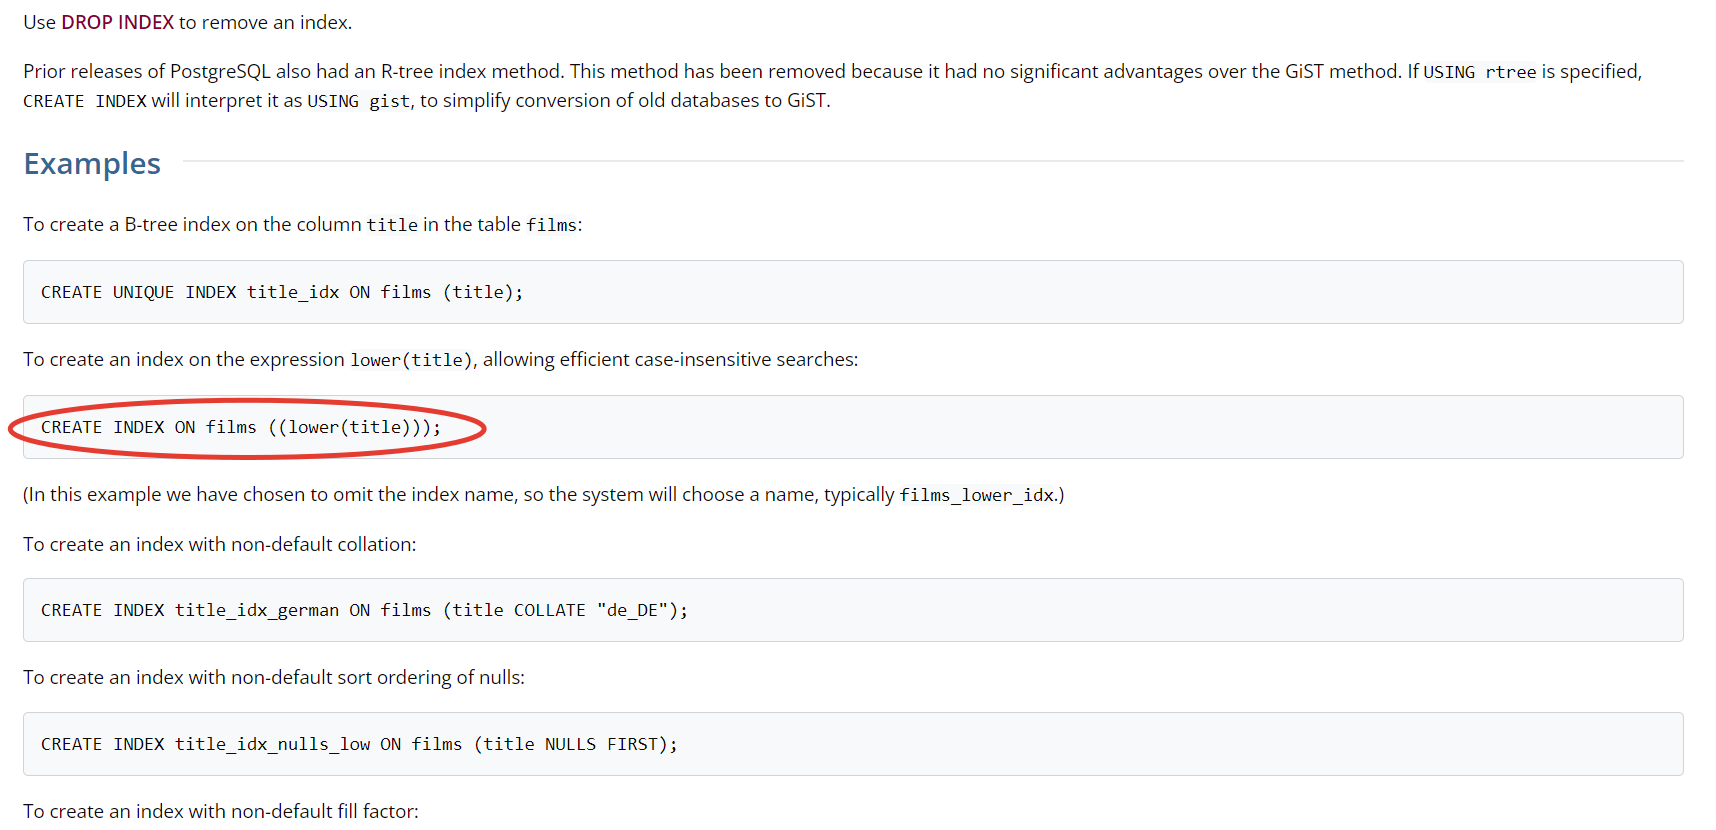 Use DROP INDEX to remove an index.
Prior releases of PostgreSQL also had an R-tree index method. This method has been removed because it had no significant advantages over the GiST method. If USING rtree is specified,
CREATE INDEX will interpret it as USING gist, to simplify conversion of old databases to GiST.
Examples
To create a B-tree index on the column title in the table films:
CREATE UNIQUE INDEX title_idx ON films (title);
To create an index on the expression lower(title), allowing efficient case-insensitive searches:
CREATE INDEX ON films ((lower(title)));
(In this example we have chosen to omit the index name, so the system will choose a name, typically films_lower_idx.)
To create an index with non-default collation:
CREATE INDEX title_idx_german ON films (title COLLATE "de_DE");
To create an index with non-default sort ordering of nulls:
CREATE INDEX title_idx_nulls_low ON films (title NULLS FIRST);
To create an index with non-default fill factor: